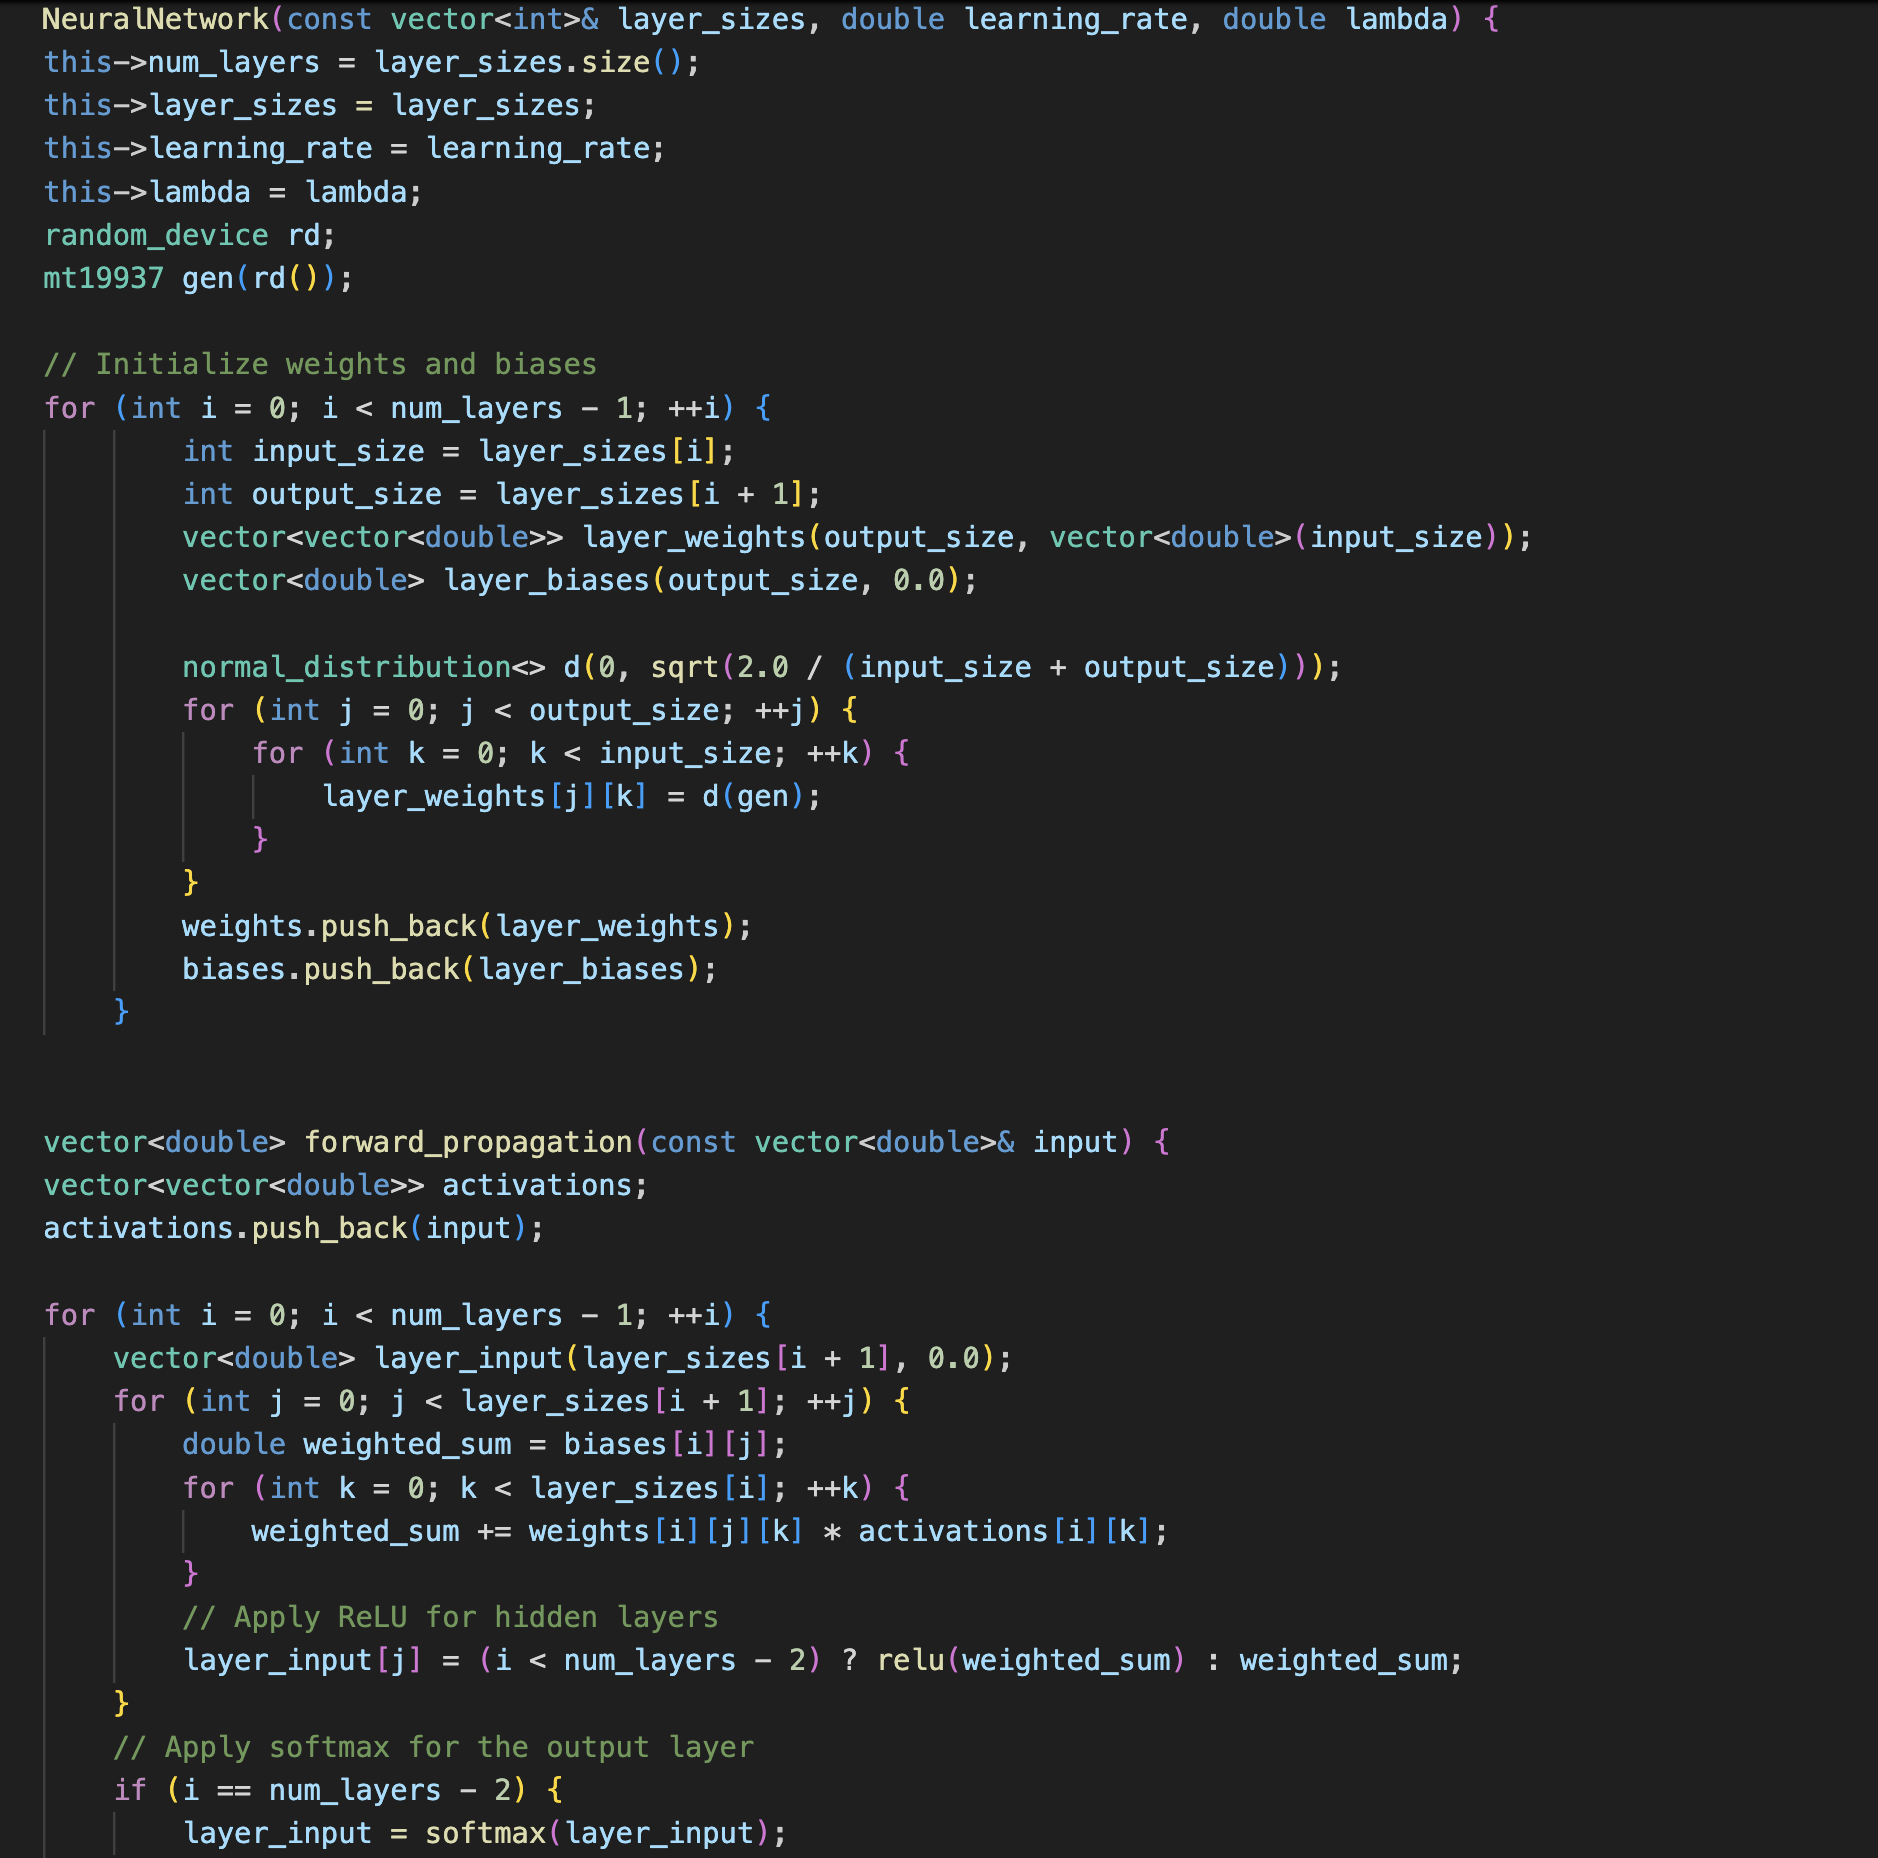 NeuralNetwork(const vector<int>& layer_sizes, double learning_rate, double lambda) {
this->num_layers = layer_sizes.size();
this->layer_sizes = layer_sizes;
this->learning_rate = learning_rate;
this->lambda = lambda;
random_device rd;
mt19937 gen(rd());
// Initialize weights and biases
for (int i = 0; i < num_layers - 1; ++i) {
int input_size = layer_sizes[i];
int output_size = layer_sizes[i + 1];
vector<vector<double>> layer_weights(output_size, vector<double>(input_size));
vector<double> layer_biases(output_size, 0.0);
normal_distribution<> d(0, sqrt(2.0 / (input_size + output_size)));
for (int j = 0; j < output_size; ++j) {
for (int k = 0; k < input_size; ++k) {
layer_weights[j][k] = d(gen);
}
}
weights.push_back(layer_weights);
biases.push_back(layer_biases);
}
vector<double> forward_propagation(const vector<double>& input) {
vector<vector<double>> activations;
activations.push_back(input);
for (int i = 0; i < num_layers - 1; ++i) {
vector<double> layer_input(layer_sizes[i + 1], 0.0);
for (int j = 0; j < layer_sizes[i + 1]; ++j) {
double weighted_sum = biases[i][j];
for (int k = 0; k < layer_sizes[i]; ++k) {
weighted_sum += weights[i][j][k] * activations[i][k];
}
// Apply ReLU for hidden layers
layer_input[j] = (i < num_layers - 2) ? relu(weighted_sum) : weighted_sum;
}
// Apply softmax for the output layer
if (i == num_layers - 2) {
layer_input = softmax(layer_input);